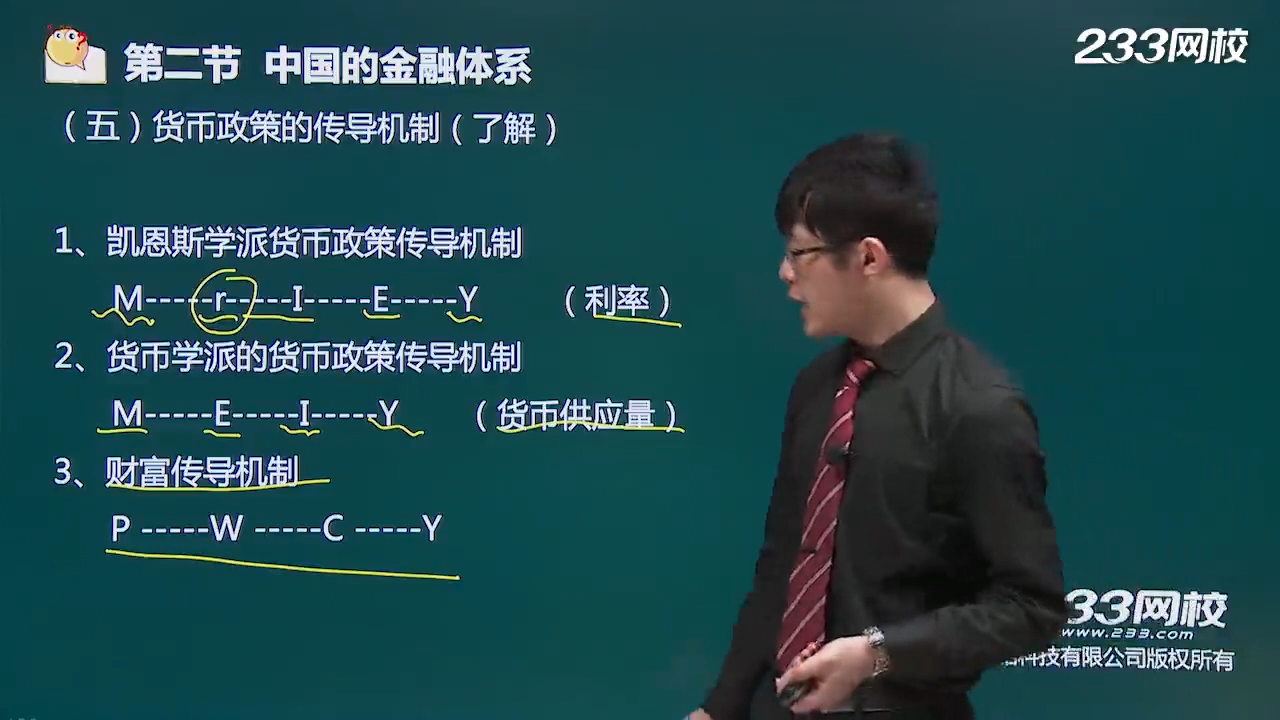 第二节 中国的金融体系
233网校
（五）货币政策的传导机制（了解）
1、凯恩斯学派货币政策传导机制
M-----r-----I-----E-----Y （利率）
2、货币学派的货币政策传导机制
M-----E-----I-----Y （货币供应量）
3、财富传导机制
P -----W -----C -----Y
33网校
www.233.com
科技有限公司版权所有